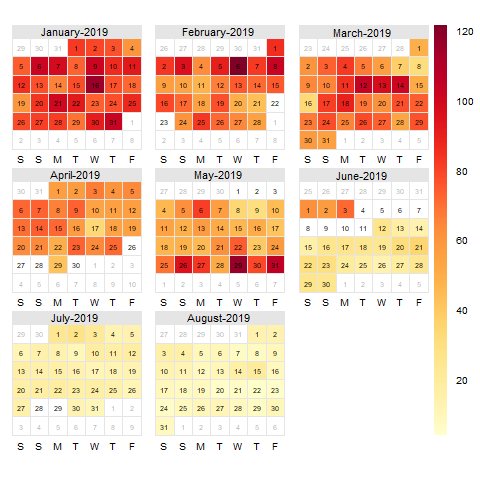 January-2019 February-2019 March-2019
29 30 31 1 2 3 4 29 30 31 1 23 24 25 26 27 28 1
5 6 7 8 9 10 11 2 3 4 5 6 7 8 2 3 4 5 6 7 8
12 13 14 15 16 17 18 9 10 11 12 13 14 15 9 10 11 12 13 14 15
19 20 21 22 23 24 25 16 17 18 19 20 21 22 16 17 18 19 20 21 22
26 27 28 29 30 31 1 23 24 25 26 27 28 1 23 24 25 26 27 28 29
2 3 4 5 6 7 8 2 3 4 5 6 7 8 30 31 1 2 3 4 5
S S M T W T F S S M T W T F S S M T W T F
April-2019 May-2019 June-2019
30 31 1 2 3 4 5 27 28 29 30 1 2 3 25 26 27 28 29 30 31
6 7 8 9 10 11 12 4 5 6 7 8 9 10 1 2 3 4 5 6 7
13 14 15 16 17 18 19 11 12 13 14 15 16 17 8 9 10 11 12 13 14
20 21 22 23 24 25 26 18 19 20 21 22 23 24 15 16 17 18 19 20 21
27 28 29 30 1 2 3 25 26 27 28 29 30 31 22 23 24 25 26 27 28
4 5 6 7 8 9 10 1 2 3 4 5 6 7 29 30 1 2 3 4 5
S S M T W T F S S M T W T F S S M T W T F
July-2019 August-2019
29 30 1 2 3 4 5 27 28 29 30 31 1 2
6 7 8 9 10 11 12 3 4 5 6 7 8 9
13 14 15 16 17 18 19 10 11 12 13 14 15 16
20 21 22 23 24 25 26 17 18 19 20 21 22 23
27 28 29 30 31 1 2 24 25 26 27 28 29 30
3 4 5 6 7 8 9 31 1 2 3 4 5 6
S S M T W T F S S M T W T F
120
100
80
60
40
20